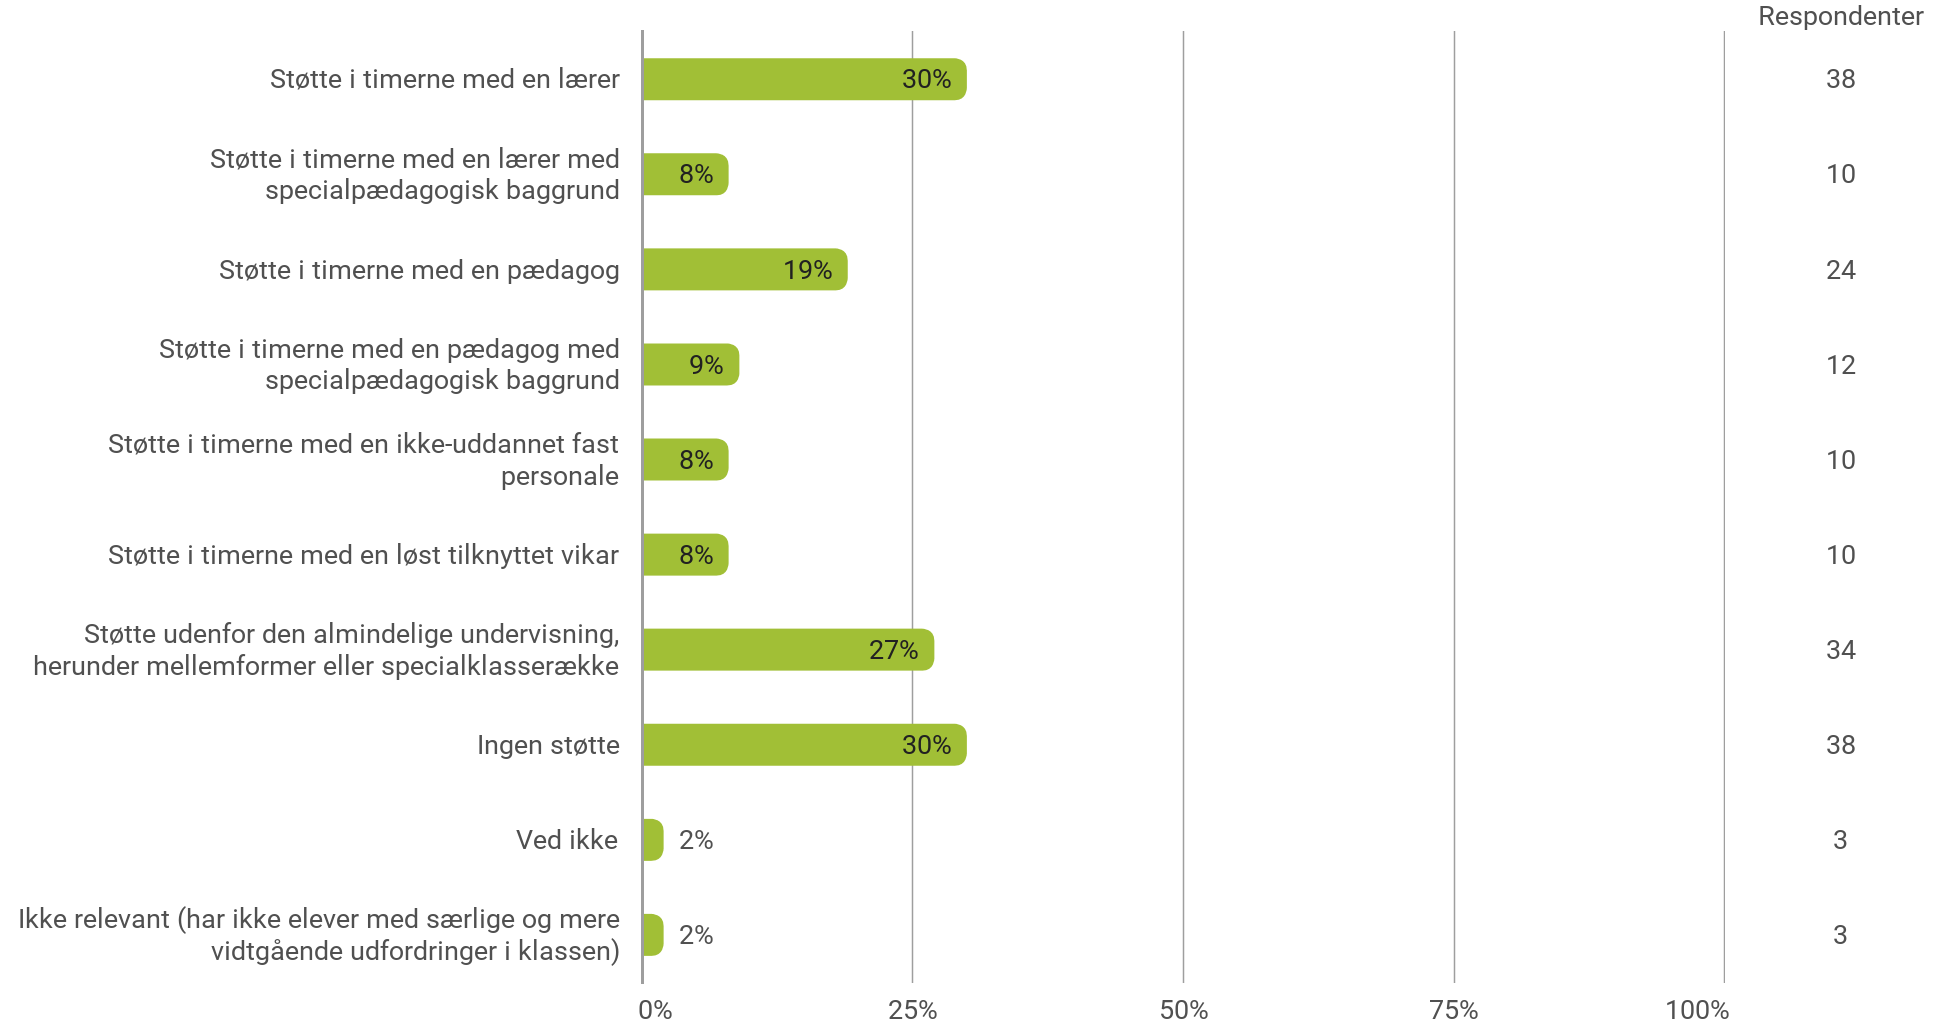 Respondenter
Støtte i timerne med en lærer 30% 38
Støtte i timerne med en lærer med
specialpædagogisk baggrund 8% 10
Støtte i timerne med en pædagog 19% 24
Støtte i timerne med en pædagog med
specialpædagogisk baggrund 9% 12
Støtte i timerne med en ikke-uddannet fast
personale 8% 10
Støtte i timerne med en løst tilknyttet vikar 8% 10
Støtte udenfor den almindelige undervisning,
herunder mellemformer eller specialklasserække 27% 34
Ingen støtte 30% 38
Ved ikke 2% 3
Ikke relevant (har ikke elever med særlige og mere
vidtgående udfordringer i klassen) 2% 3
0% 25% 50% 75% 100%